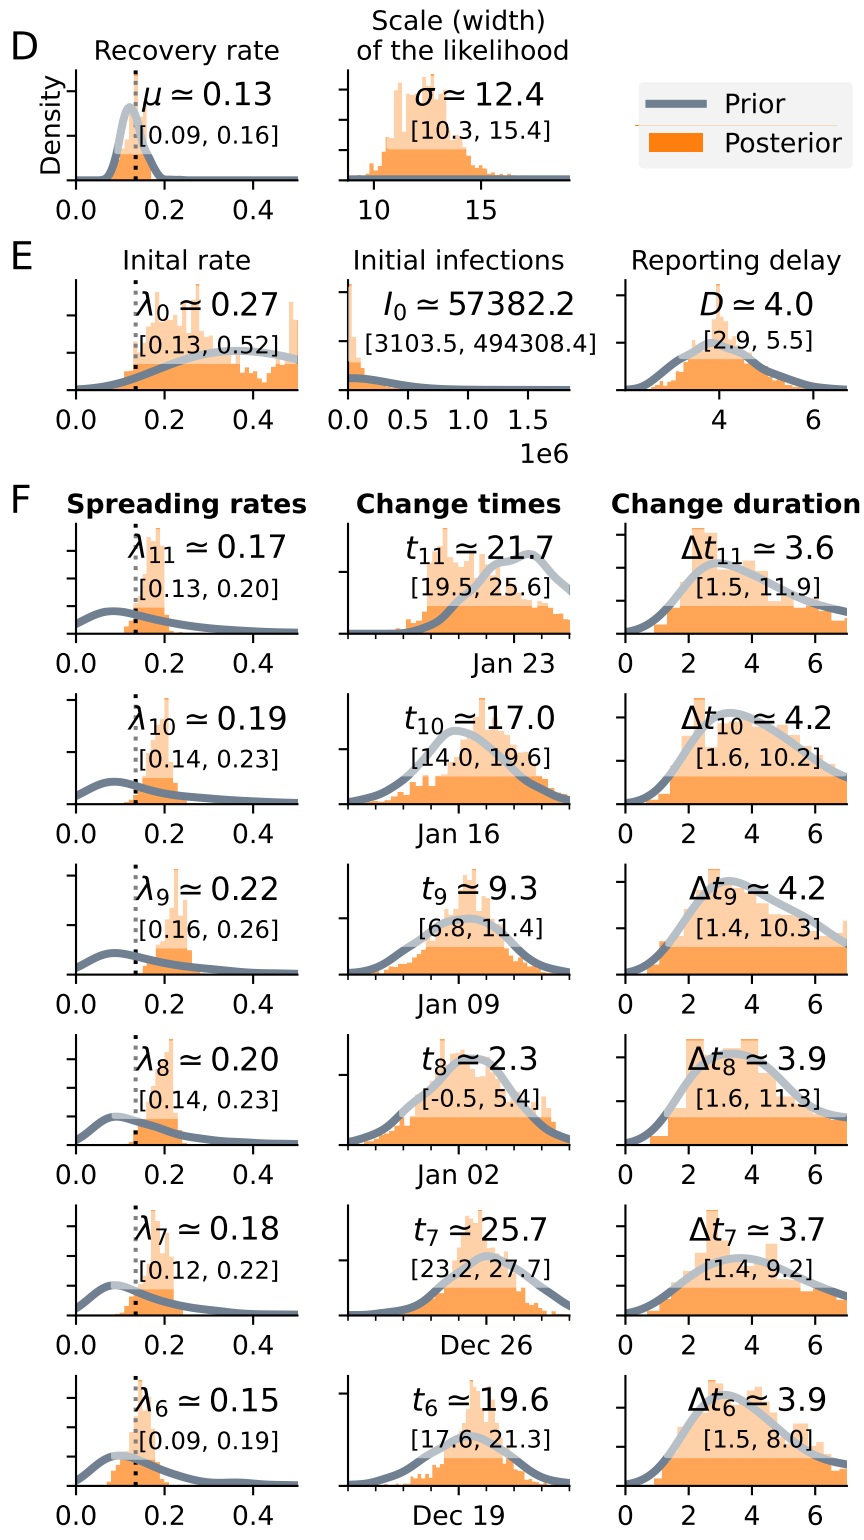 D
Recovery rate
Scale (width)
of the likelihood
Density
μ ≃ 0.13
[0.09, 0.16]
0.0 0.2 0.4
σ ≃ 12.4
[10.3, 15.4]
10 15
Prior
Posterior
E
Inital rate
λ0 ≃ 0.27
[0.13, 0.52]
0.0 0.2 0.4
Initial infections
I0 ≃ 57382.2
[3103.5, 494308.4]
0.0 0.5 1.0 1.5
1e6
Reporting delay
D ≃ 4.0
[2.9, 5.5]
4 6
F
Spreading rates
Change times
Change duration
λ11 ≃ 0.17
[0.13, 0.20]
0.0 0.2 0.4
t11 ≃ 21.7
[19.5, 25.6]
Jan 23
Δt11 ≃ 3.6
[1.5, 11.9]
0 2 4 6
λ10 ≃ 0.19
[0.14, 0.23]
0.0 0.2 0.4
t10 ≃ 17.0
[14.0, 19.6]
Jan 16
Δt10 ≃ 4.2
[1.6, 10.2]
0 2 4 6
λ9 ≃ 0.22
[0.16, 0.26]
0.0 0.2 0.4
t9 ≃ 9.3
[6.8, 11.4]
Jan 09
Δt9 ≃ 4.2
[1.4, 10.3]
0 2 4 6
λ8 ≃ 0.20
[0.14, 0.23]
0.0 0.2 0.4
t8 ≃ 2.3
[-0.5, 5.4]
Jan 02
Δt8 ≃ 3.9
[1.6, 11.3]
0 2 4 6
λ7 ≃ 0.18
[0.12, 0.22]
0.0 0.2 0.4
t7 ≃ 25.7
[23.2, 27.7]
Dec 26
Δt7 ≃ 3.7
[1.4, 9.2]
0 2 4 6
λ6 ≃ 0.15
[0.09, 0.19]
0.0 0.2 0.4
t6 ≃ 19.6
[17.6, 21.3]
Dec 19
Δt6 ≃ 3.9
[1.5, 8.0]
0 2 4 6